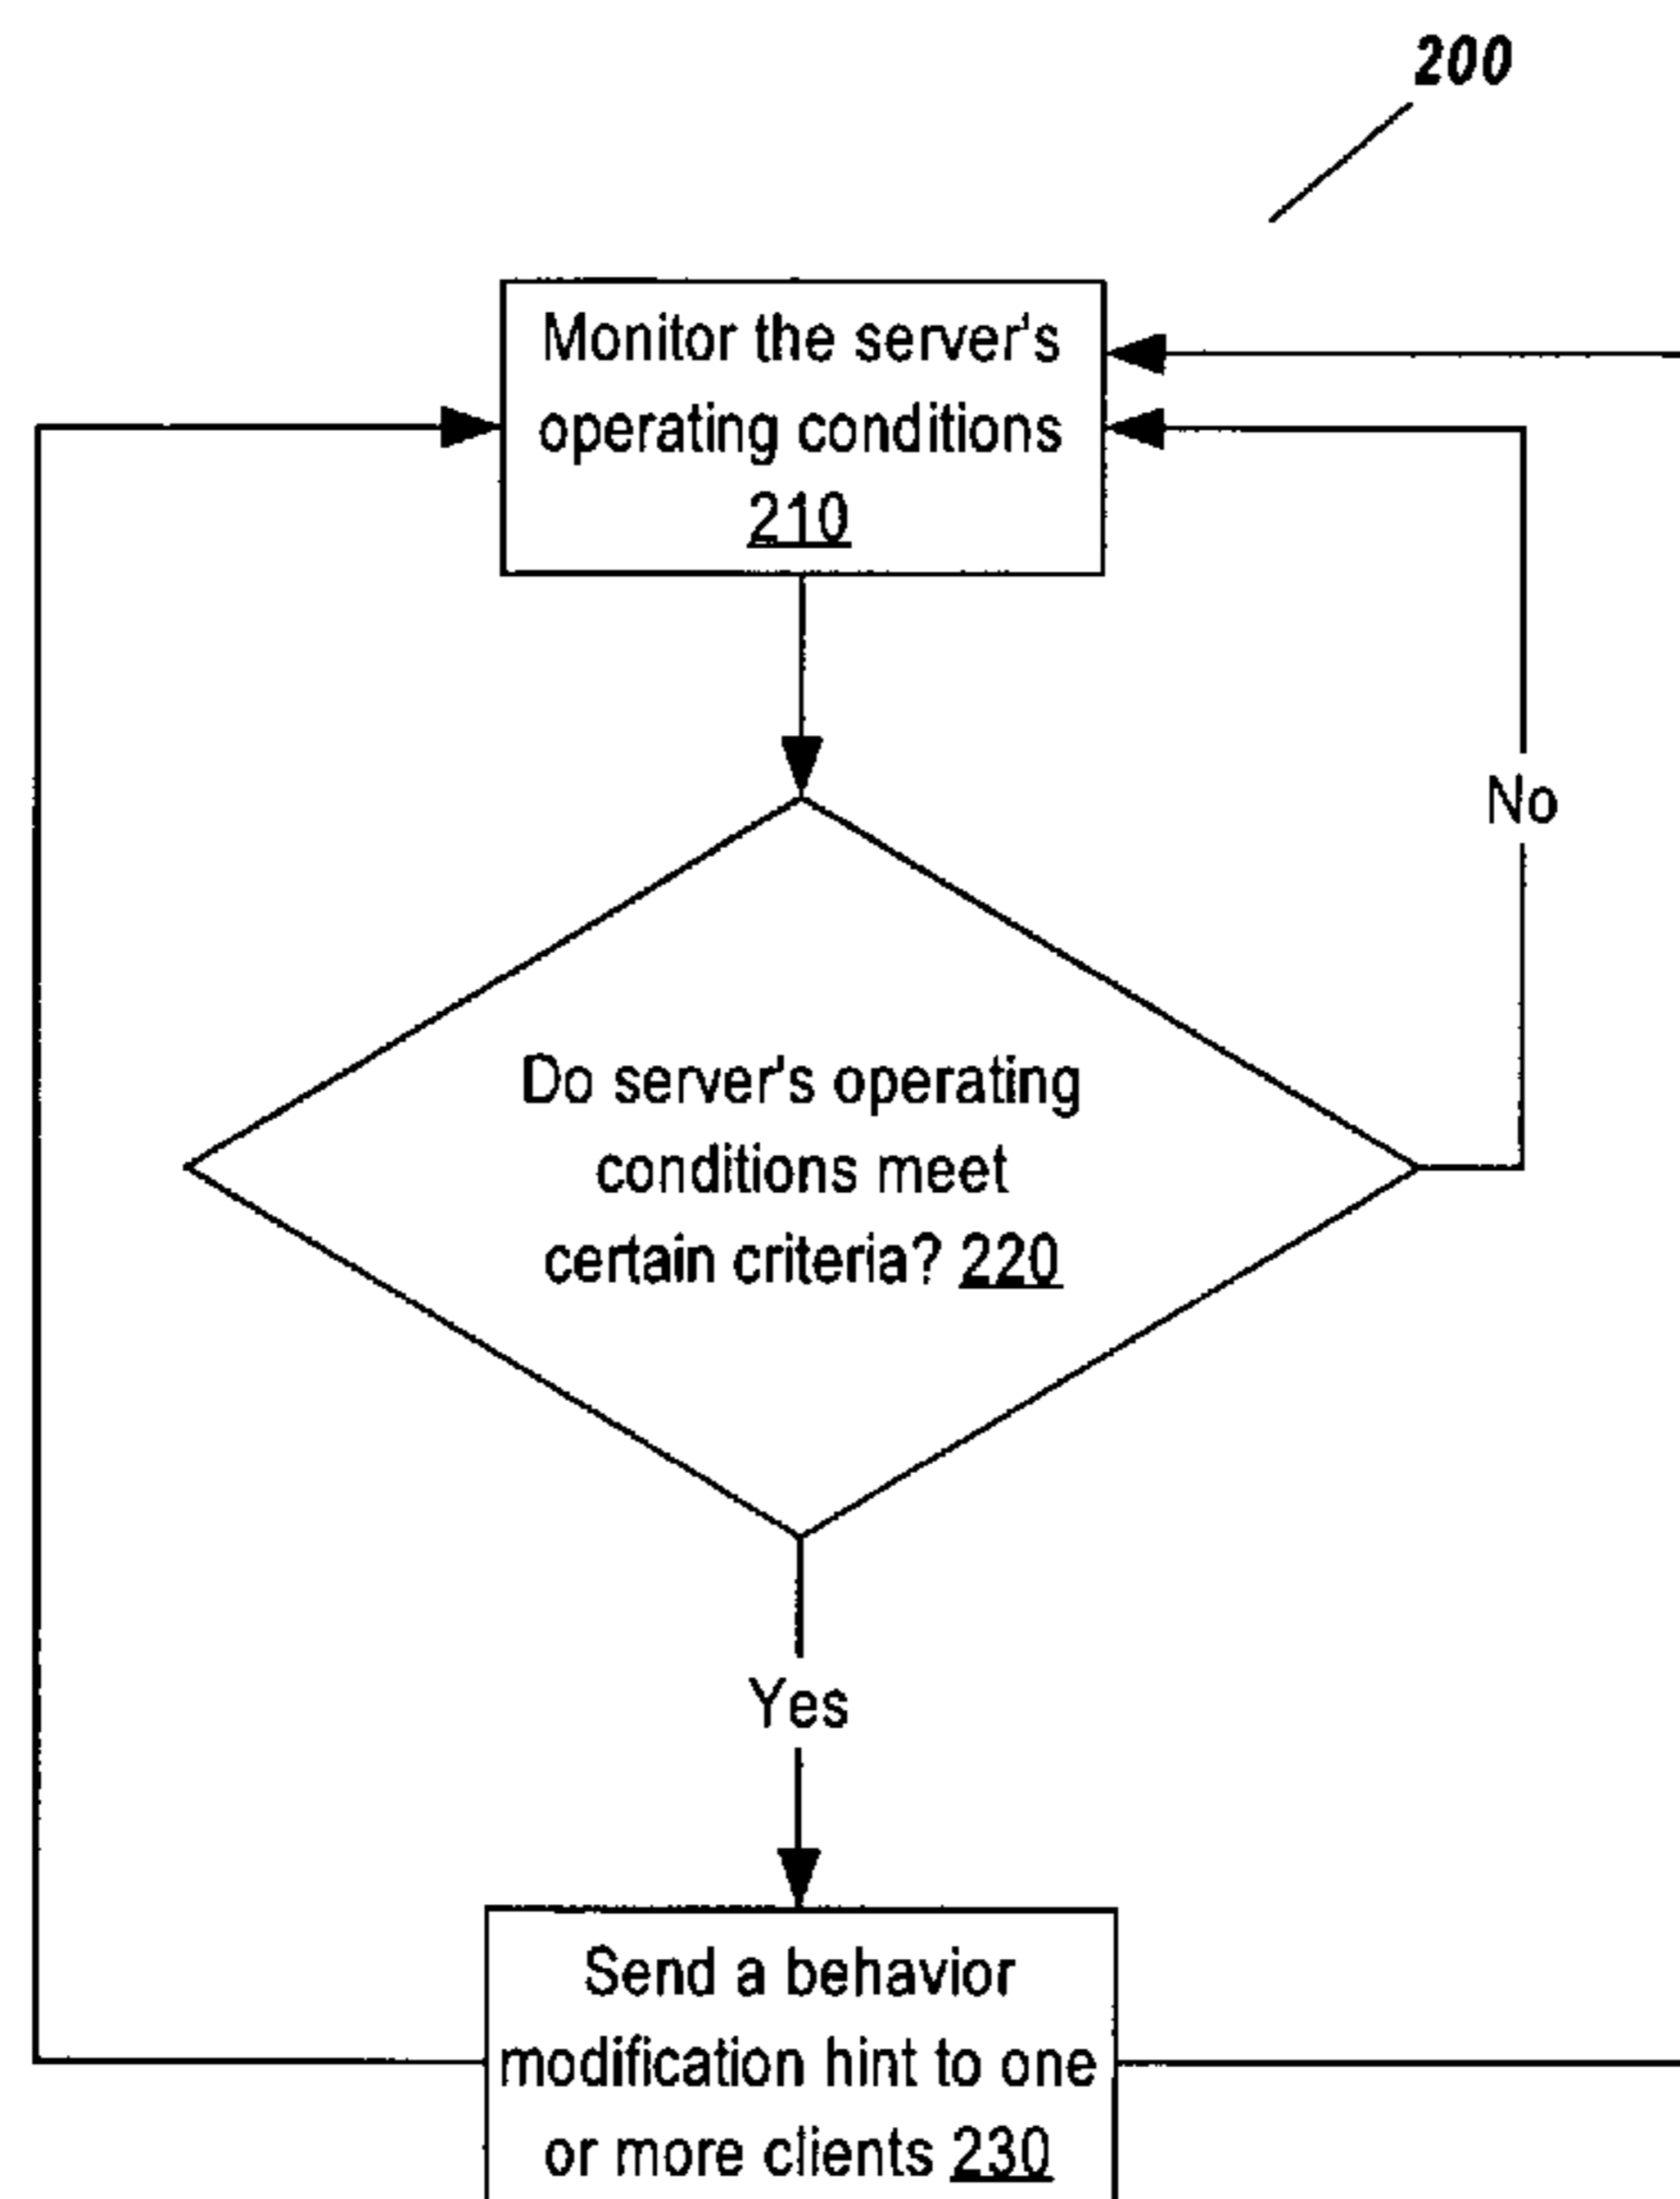 200
Monitor the server's
operating conditions
210
No
Do server's operating
conditions meet
certain criteria? 220
Yes
Send a behavior
modification hint to one
or more clients 230